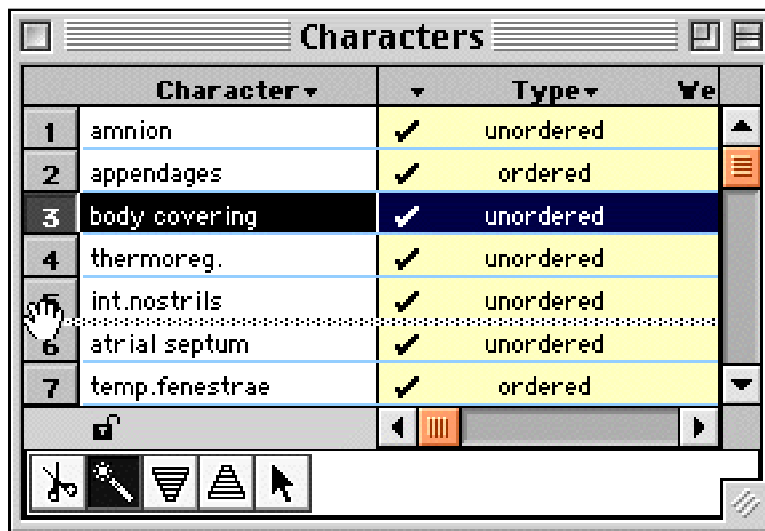 Characters
Character Type We
1 amnion unordered
2 appendages ordered
3 body covering unordered
4 thermoreg. unordered
5 int.nostrils unordered
6 atrial septum unordered
7 temp.fenestrae ordered